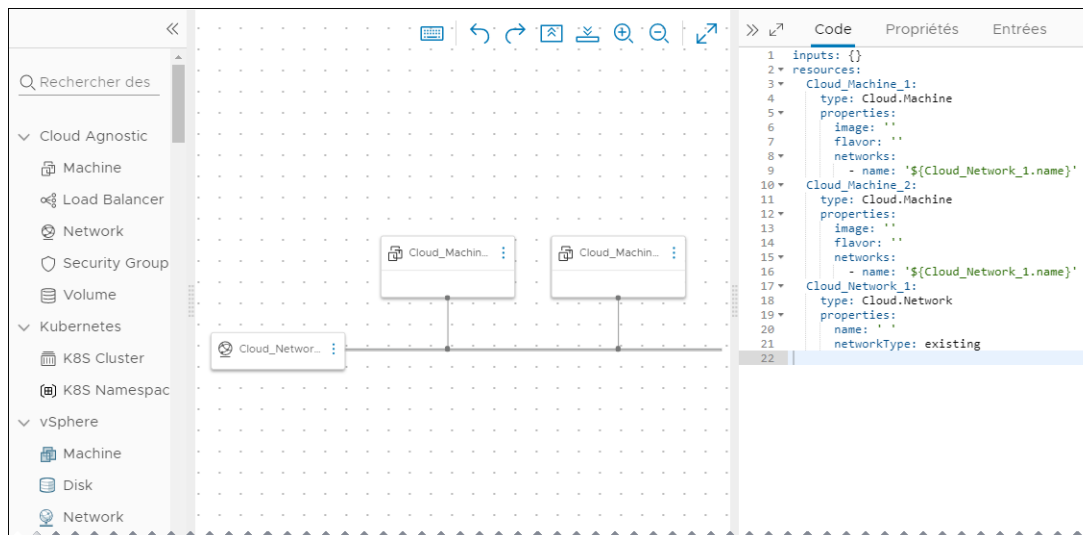 Rechercher des
Cloud Agnostic
Machine
Load Balancer
Network
Security Group
Volume
Kubernetes
K8S Cluster
K8S Namespac
vSphere
Machine
Disk
Network
Cloud_Machin...
Cloud_Machin...
Cloud_Networ...
Code Propriétés Entrées
1 inputs: {}
2 resources:
3 Cloud_Machine_1:
4 type: Cloud.Machine
5 properties:
6 image: ''
7 flavor: ''
8 networks:
9 - name: '${Cloud_Network_1.name}'
10 Cloud_Machine_2:
11 type: Cloud.Machine
12 properties:
13 image: ''
14 flavor: ''
15 networks:
16 - name: '${Cloud_Network_1.name}'
17 Cloud_Network_1:
18 type: Cloud.Network
19 properties:
20 name: ' '
21 networkType: existing
22